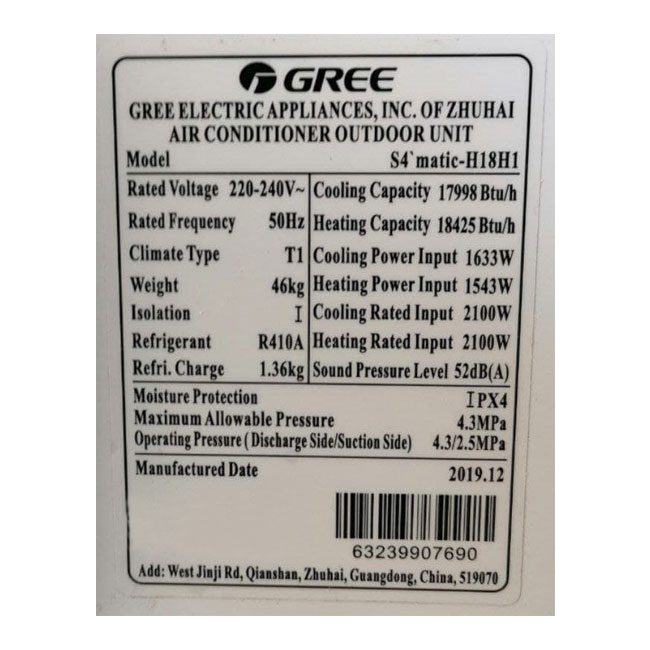 GREE
GREE ELECTRIC APPLIANCES, INC. OF ZHUHAI
AIR CONDITIONER OUTDOOR UNIT
Model S4`matic-H18H1
Rated Voltage 220-240V~ Cooling Capacity 17998 Btu/h
Rated Frequency 50Hz Heating Capacity 18425 Btu/h
Climate Type T1 Cooling Power Input 1633W
Weight 46kg Heating Power Input 1543W
Isolation I Cooling Rated Input 2100W
Refrigerant R410A Heating Rated Input 2100W
Refri. Charge 1.36kg Sound Pressure Level 52dB(A)
Moisture Protection IPX4
Maximum Allowable Pressure 4.3MPa
Operating Pressure ( Discharge Side/Suction Side) 4.3/2.5MPa
Manufactured Date 2019.12
63239907690
Add: West Jinji Rd, Qianshan, Zhuhai, Guangdong, China, 519070